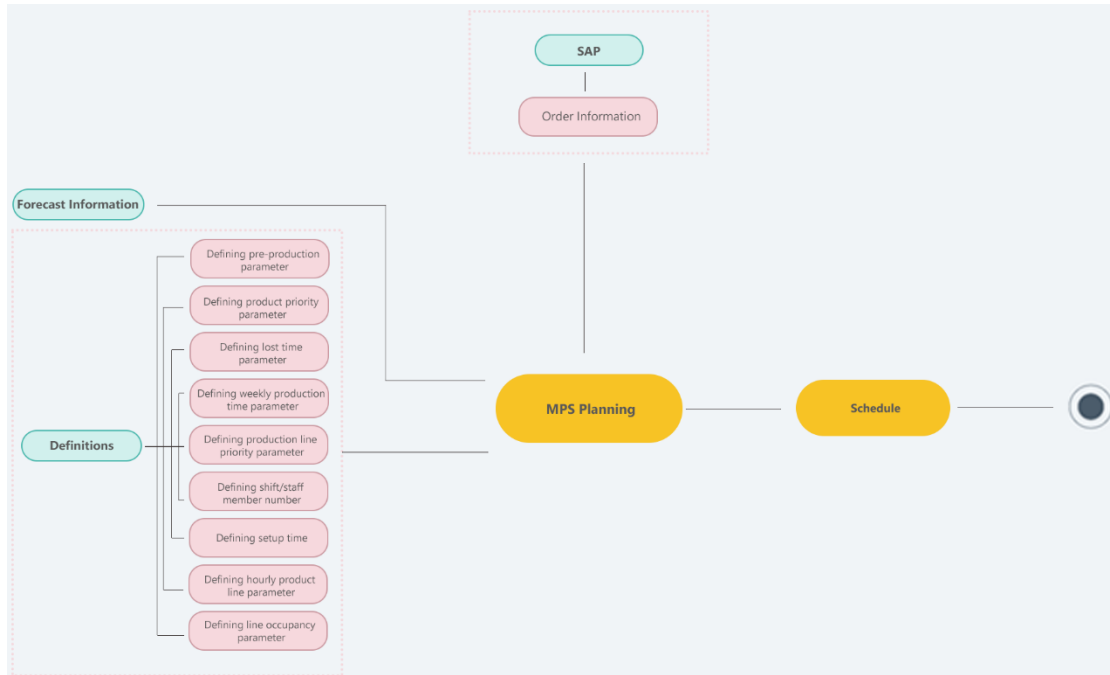 SAP
Order Information
Forecast Information
Defining pre-production
parameter
Defining product priority
parameter
Defining lost time
parameter
Defining weekly production
time parameter
Definitions
Defining production line
priority parameter
Defining shift/staff
member number
Defining setup time
Defining hourly product
line parameter
Defining line occupancy
parameter
MPS Planning
Schedule